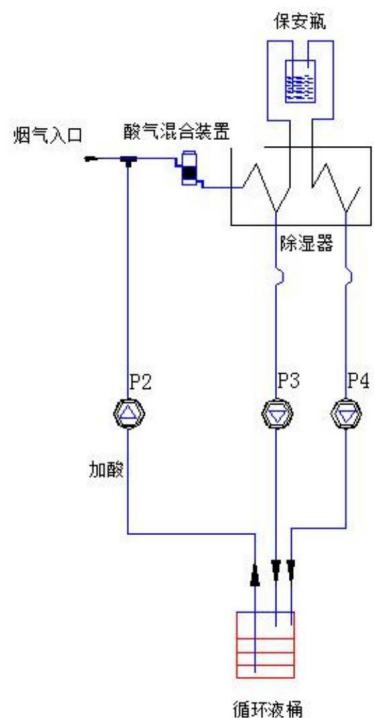 保安瓶
酸气混合装置
烟气入口
除湿器
P2
P3
P4
加酸
循环液桶